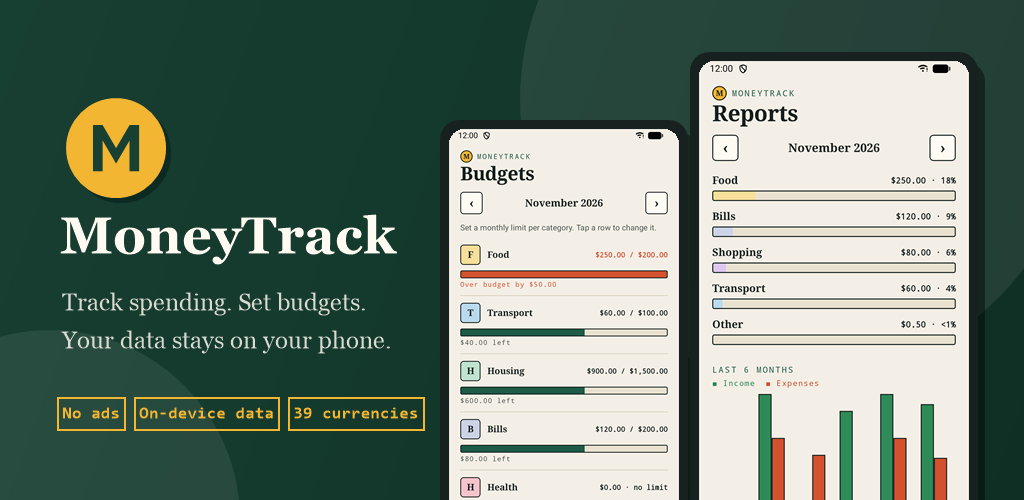 M
MoneyTrack
Track spending. Set budgets.
Your data stays on your phone.
No ads
On-device data
39 currencies
12:00
M MONEYTRACK
Budgets
‹ November 2026 ›
Set a monthly limit per category. Tap a row to change it.
F Food $250.00 / $200.00
Over budget by $50.00
T Transport $60.00 / $100.00
$40.00 left
H Housing $900.00 / $1,500.00
$600.00 left
B Bills $120.00 / $200.00
$80.00 left
H Health $0.00 · no limit
12:00
M MONEYTRACK
Reports
‹ November 2026 ›
Food $250.00 · 18%
Bills $120.00 · 9%
Shopping $80.00 · 6%
Transport $60.00 · 4%
Other $0.50 · <1%
LAST 6 MONTHS
Income Expenses